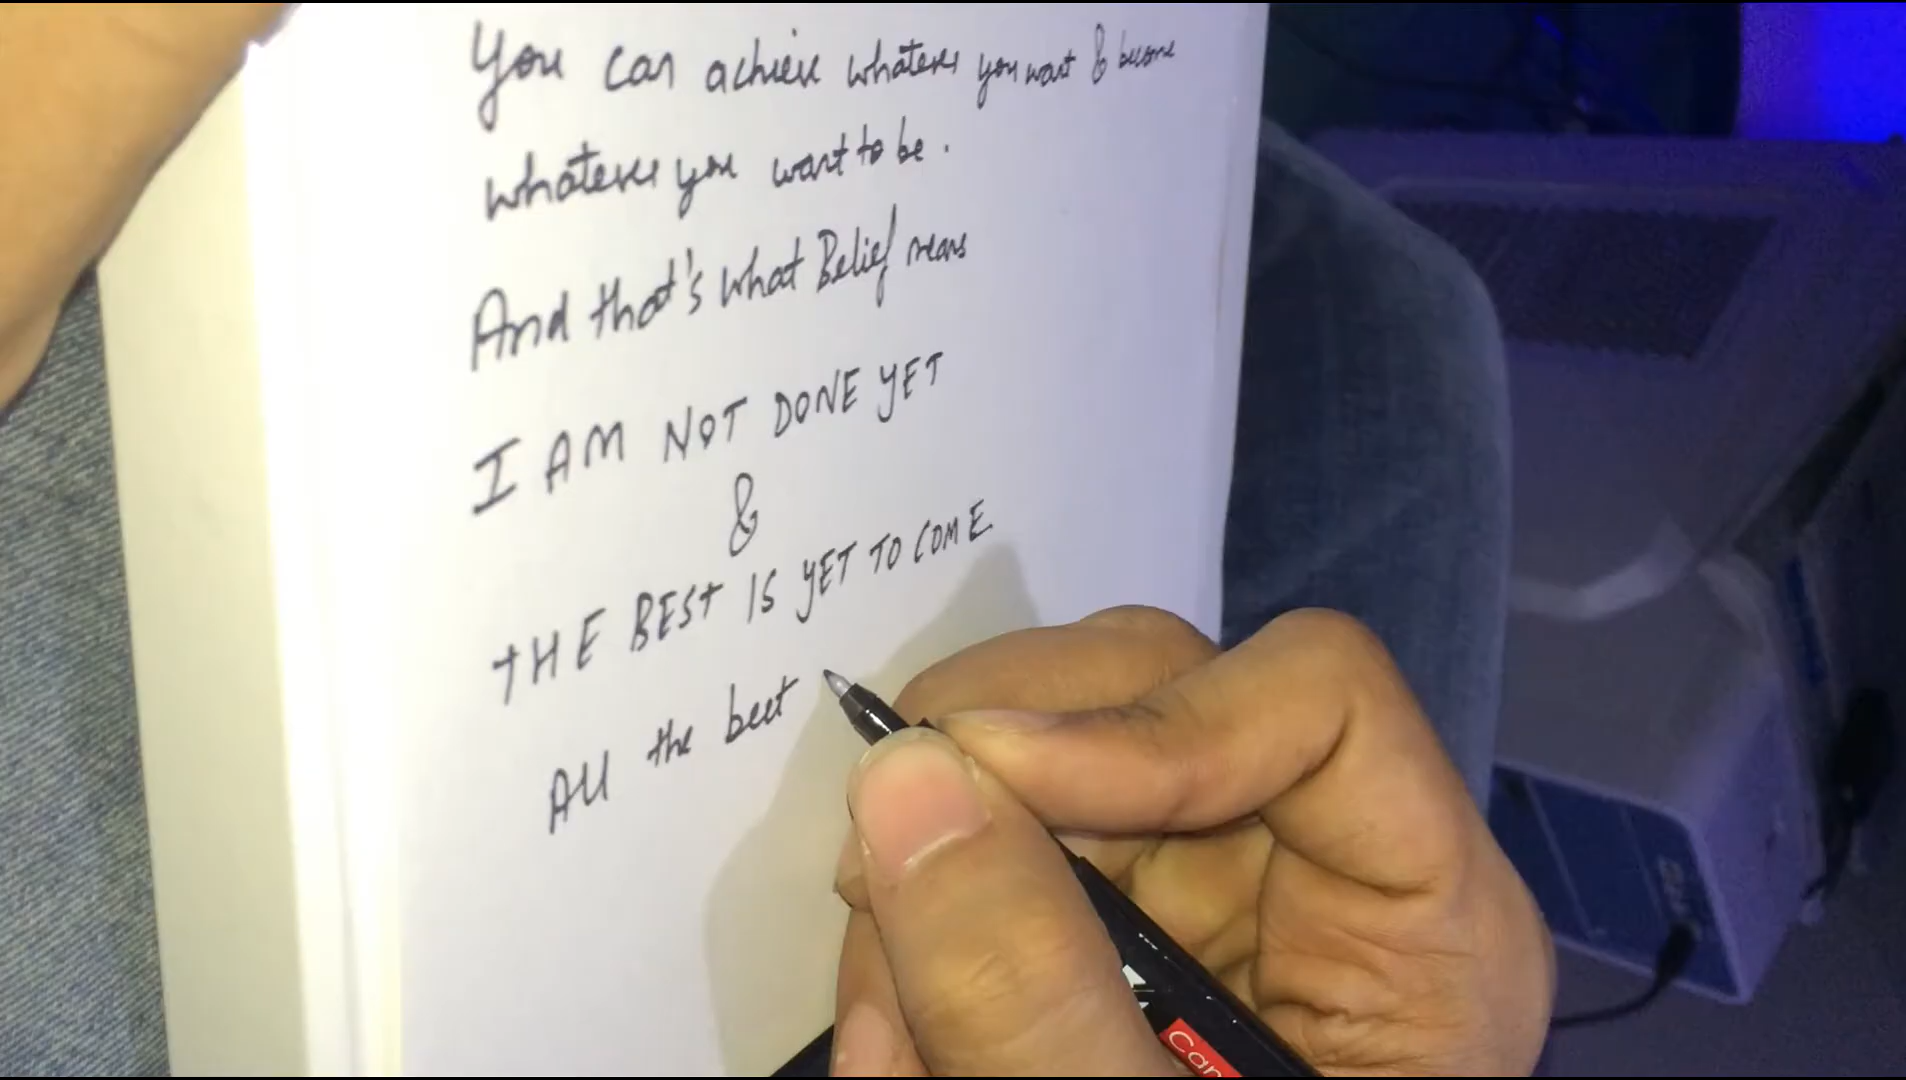 You can achieve whatever you want & become
whatever you want to be.
And that's what Belief means
I AM NOT DONE YET
&
THE BEST IS YET TO COME
All the best
Cam